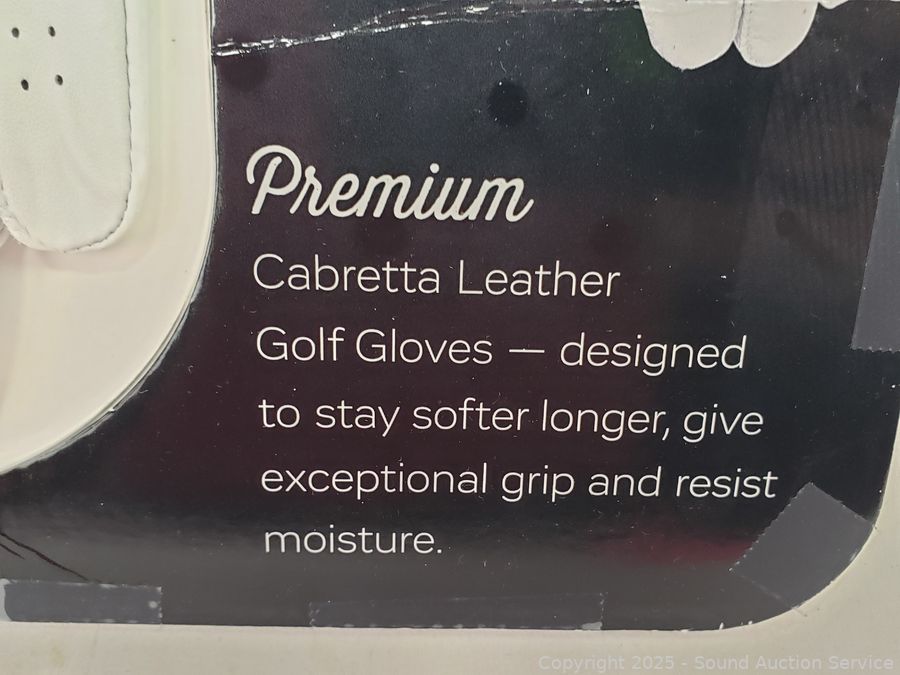 Premium
Cabretta Leather
Golf Gloves — designed
to stay softer longer, give
exceptional grip and resist
moisture.
Copyright 2025 - Sound Auction Service